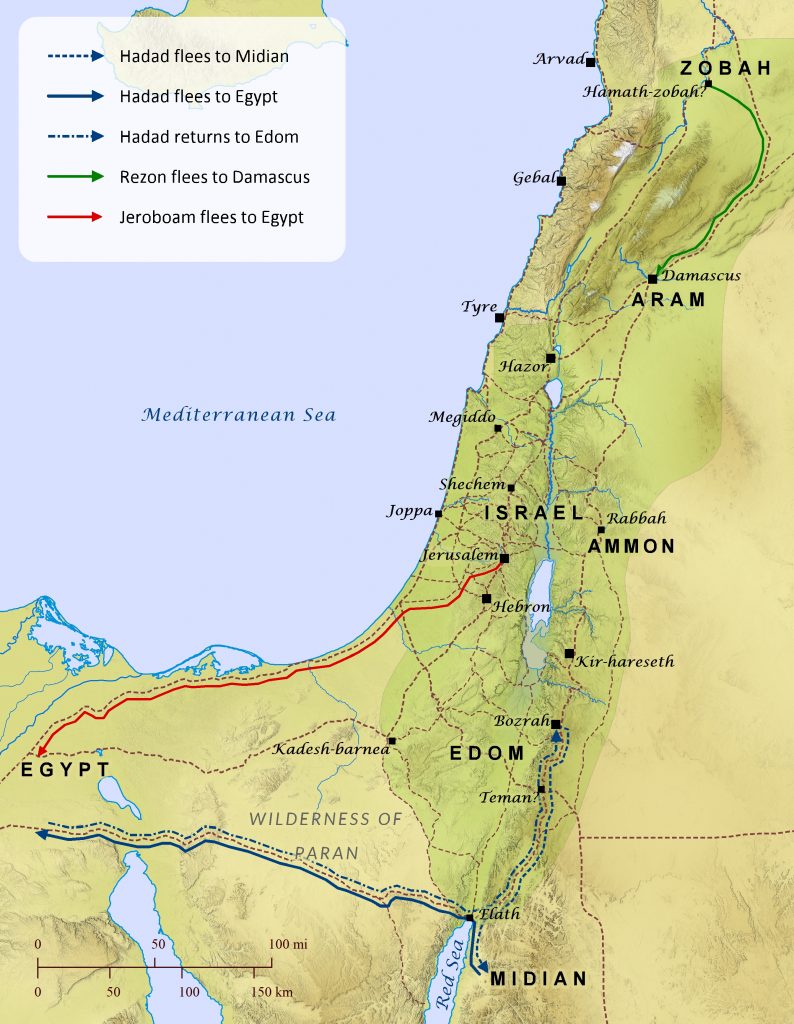 Hadad flees to Midian
Hadad flees to Egypt
Hadad returns to Edom
Rezon flees to Damascus
Jeroboam flees to Egypt
Arvad
ZOBAH
Hamath-zobah?
Gebal
Damascus
ARAM
Tyre
Hazor
Mediterranean Sea
Megiddo
Shechem
Joppa
ISRAEL
Rabbah
AMMON
Jerusalem
Hebron
Kir-hareseth
Bozrah
Kadesh-barnea
EDOM
EGYPT
Teman?
WILDERNESS OF
PARAN
Elath
Red Sea
MIDIAN
0 50 100 mi
0 50 100 150 km